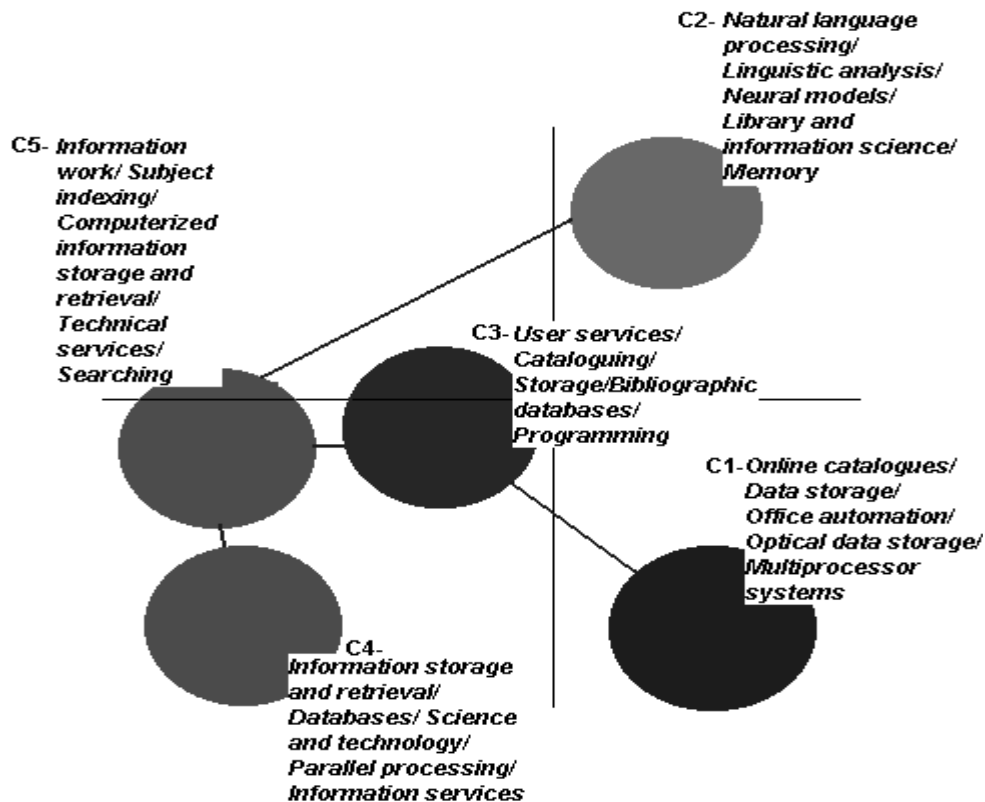 C2- Natural language
processing/
Linguistic analysis/
Neural models/
Library and
information science/
Memory
C5- Information
work/ Subject
indexing/
Computerized
information
storage and
retrieval/
Technical
services/
Searching
C3- User services/
Cataloguing/
Storage/Bibliographic
databases/
Programming
C1- Online catalogues/
Data storage/
Office automation/
Optical data storage/
Multiprocessor
systems
C4-
Information storage
and retrieval/
Databases/ Science
and technology/
Parallel processing/
Information services